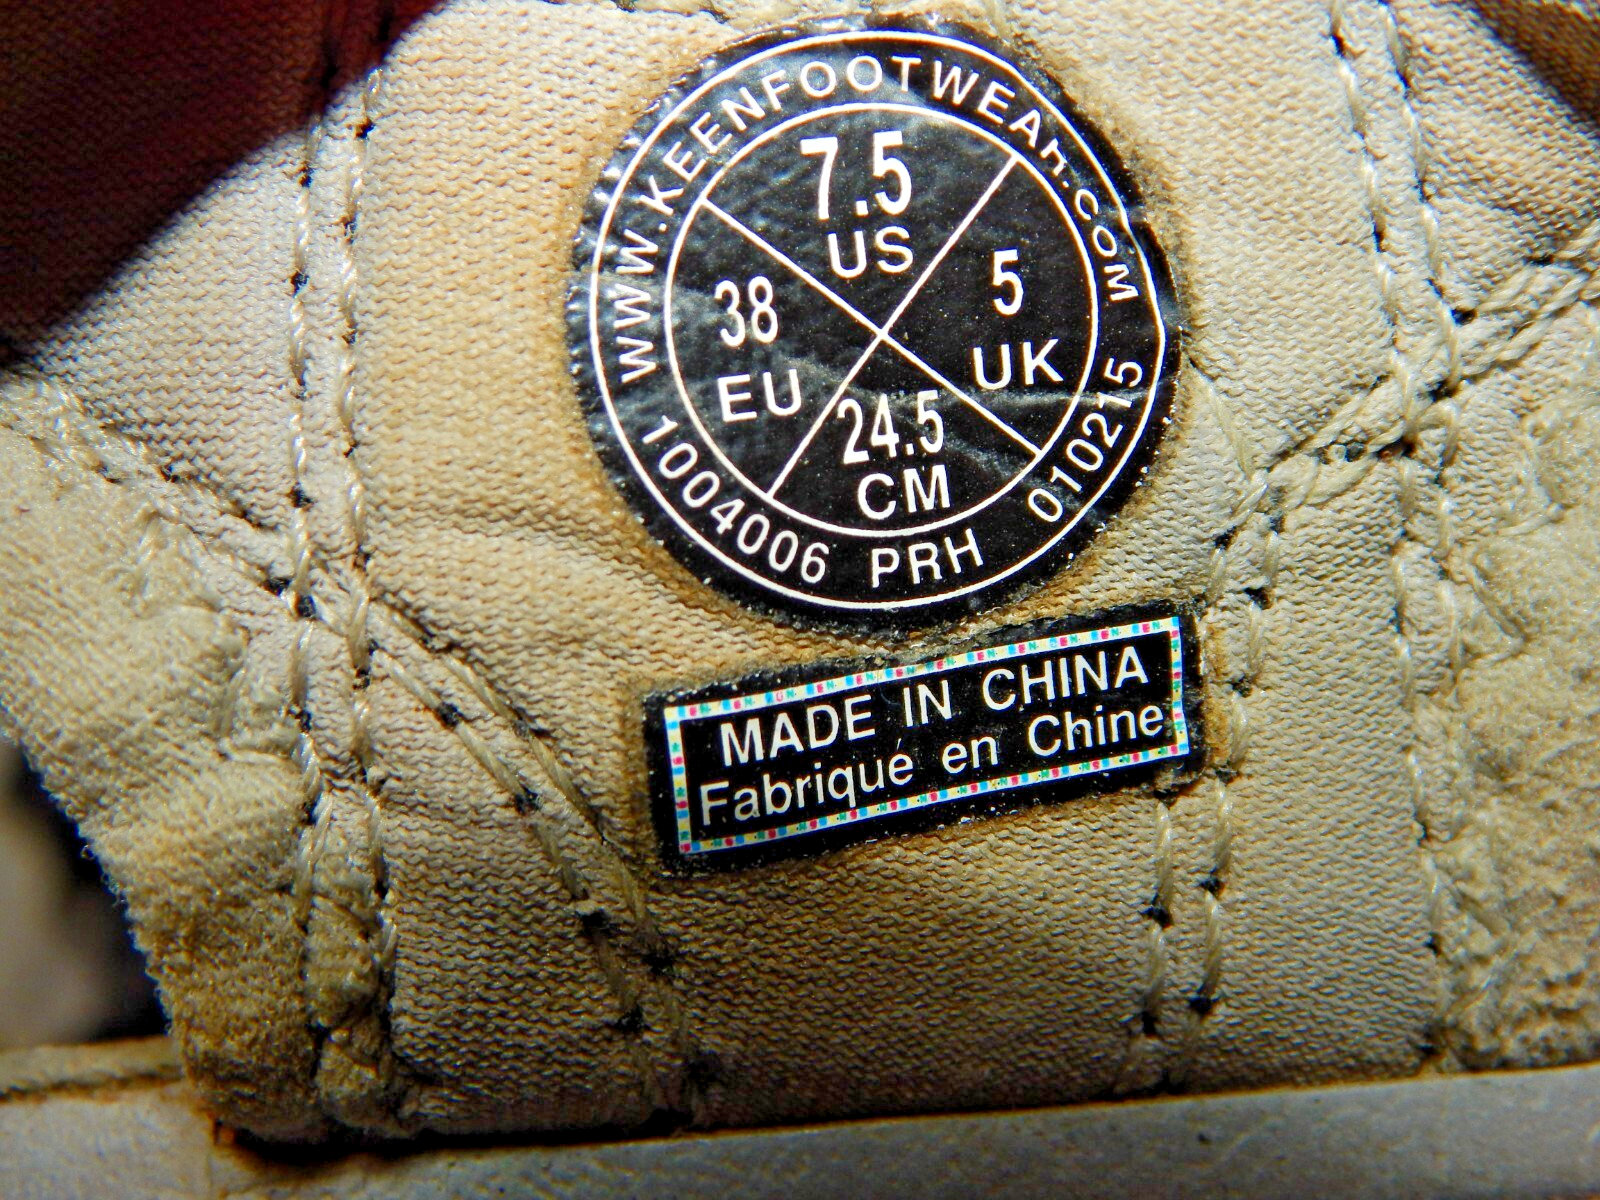 WWW.KEENFOOTWEAR.COM
7.5
US
38
EU
5
UK
24.5
CM
1004006 PRH 010215
MADE IN CHINA
Fabriqué en Chine